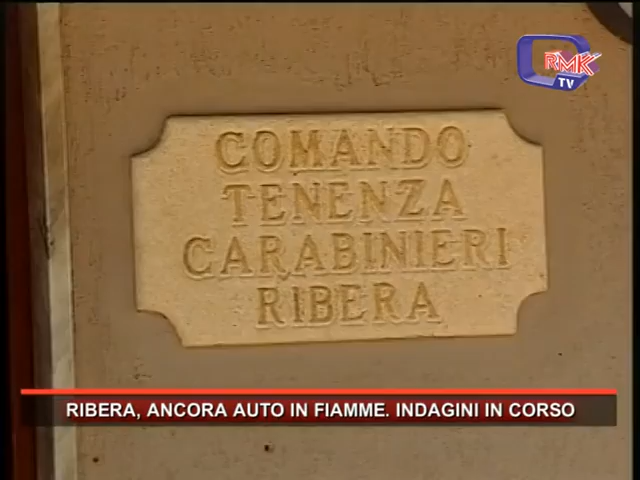 RMK
TV
COMANDO
TENENZA
CARABINIERI
RIBERA
RIBERA, ANCORA AUTO IN FIAMME. INDAGINI IN CORSO